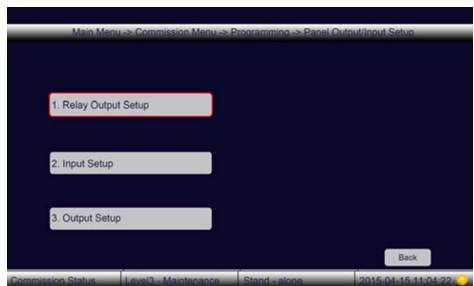 Main Menu -> Commission Menu -> Programming -> Panel Output/Input Setup
1. Relay Output Setup
2. Input Setup
3. Output Setup
Back
Commission Status Level3 - Maintenance Stand - alone 2015-04-15 11:04:22